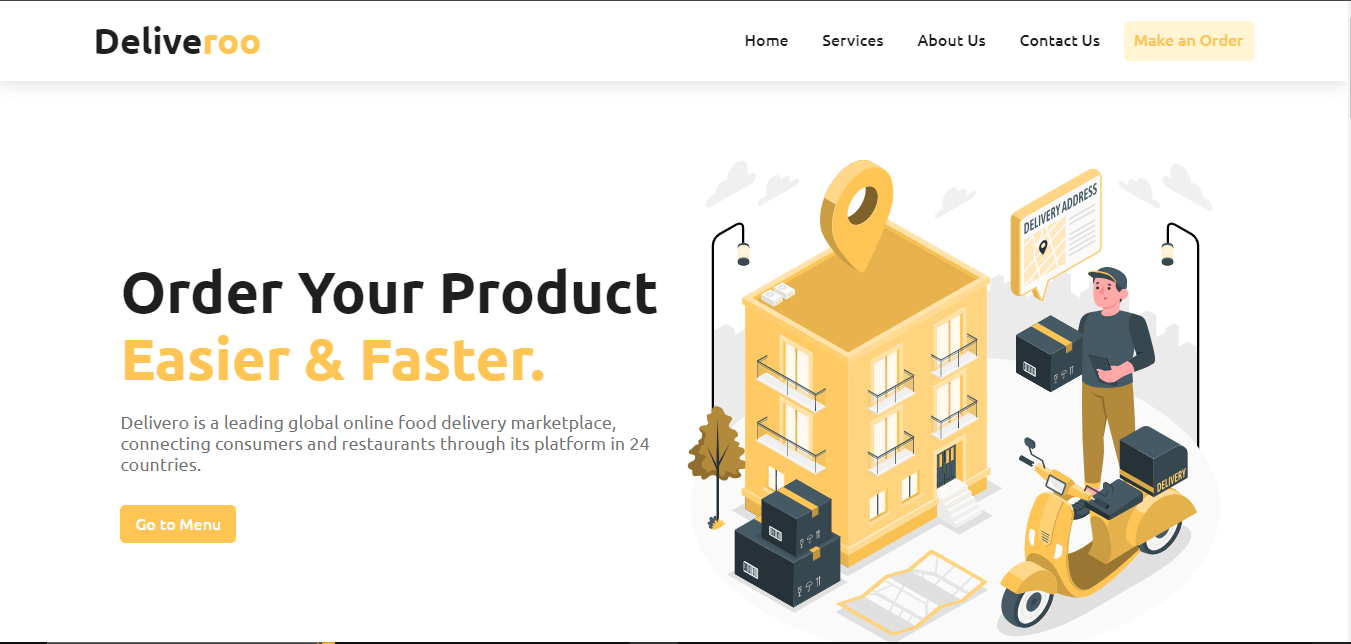 Deliveroo
Home Services About Us Contact Us Make an Order
DELIVERY ADDRESS
Order Your Product
Easier & Faster.
Delivero is a leading global online food delivery marketplace,
connecting consumers and restaurants through its platform in 24
countries.
Go to Menu
DELIVERY